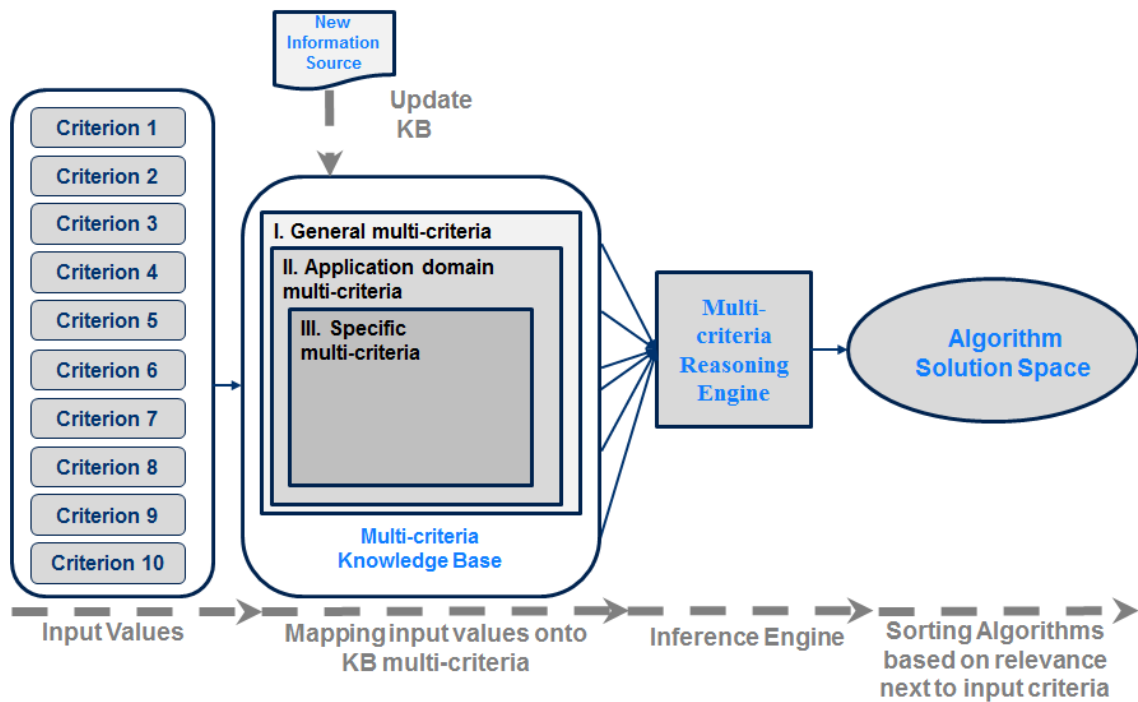 New
Information
Source
Update
KB
Criterion 1
Criterion 2
Criterion 3
Criterion 4
Criterion 5
Criterion 6
Criterion 7
Criterion 8
Criterion 9
Criterion 10
I. General multi-criteria
II. Application domain
multi-criteria
III. Specific
multi-criteria
Multi-criteria
Knowledge Base
Multi-
criteria
Reasoning
Engine
Algorithm
Solution Space
Input Values
Mapping input values onto
KB multi-criteria
Inference Engine
Sorting Algorithms
based on relevance
next to input criteria